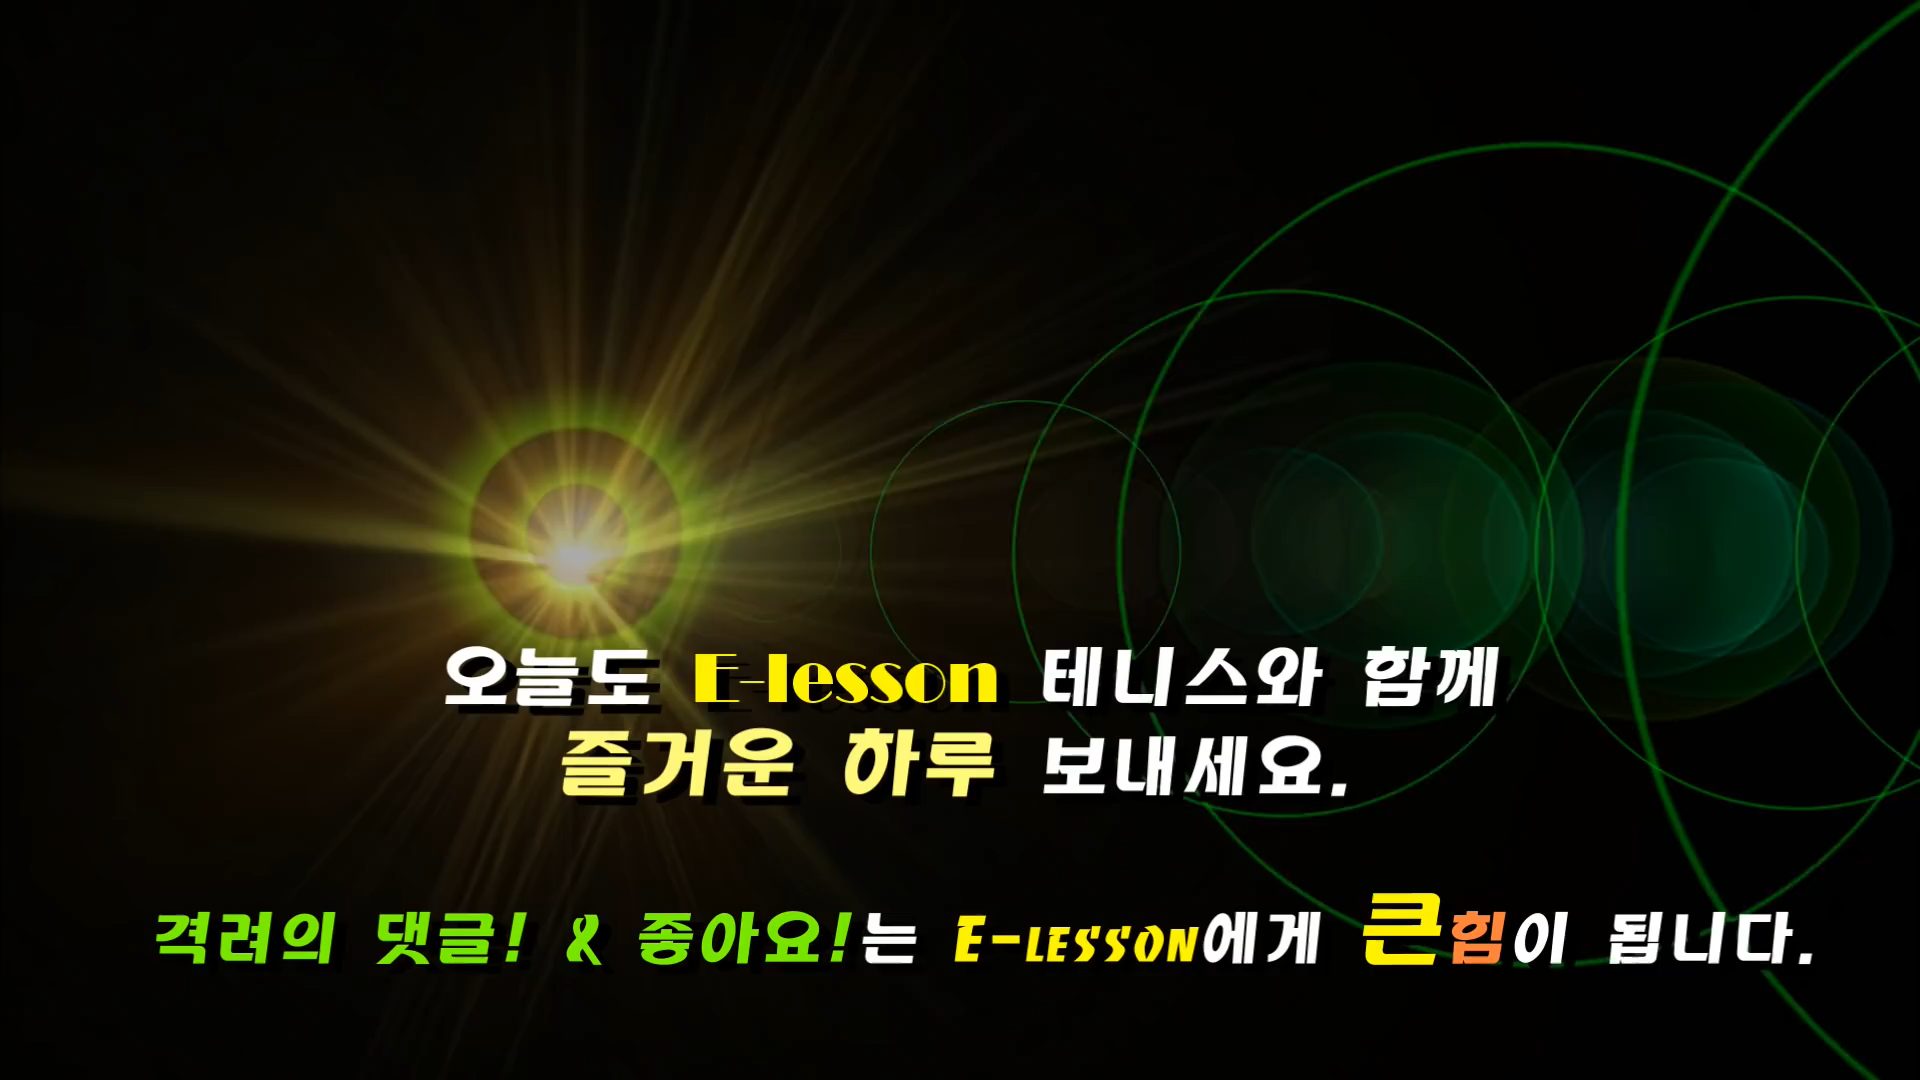 오늘도 E-lesson 테니스와 함께
즐거운 하루 보내세요.
격려의 댓글! & 좋아요!는 E-LESSON에게 큰힘이 됩니다.